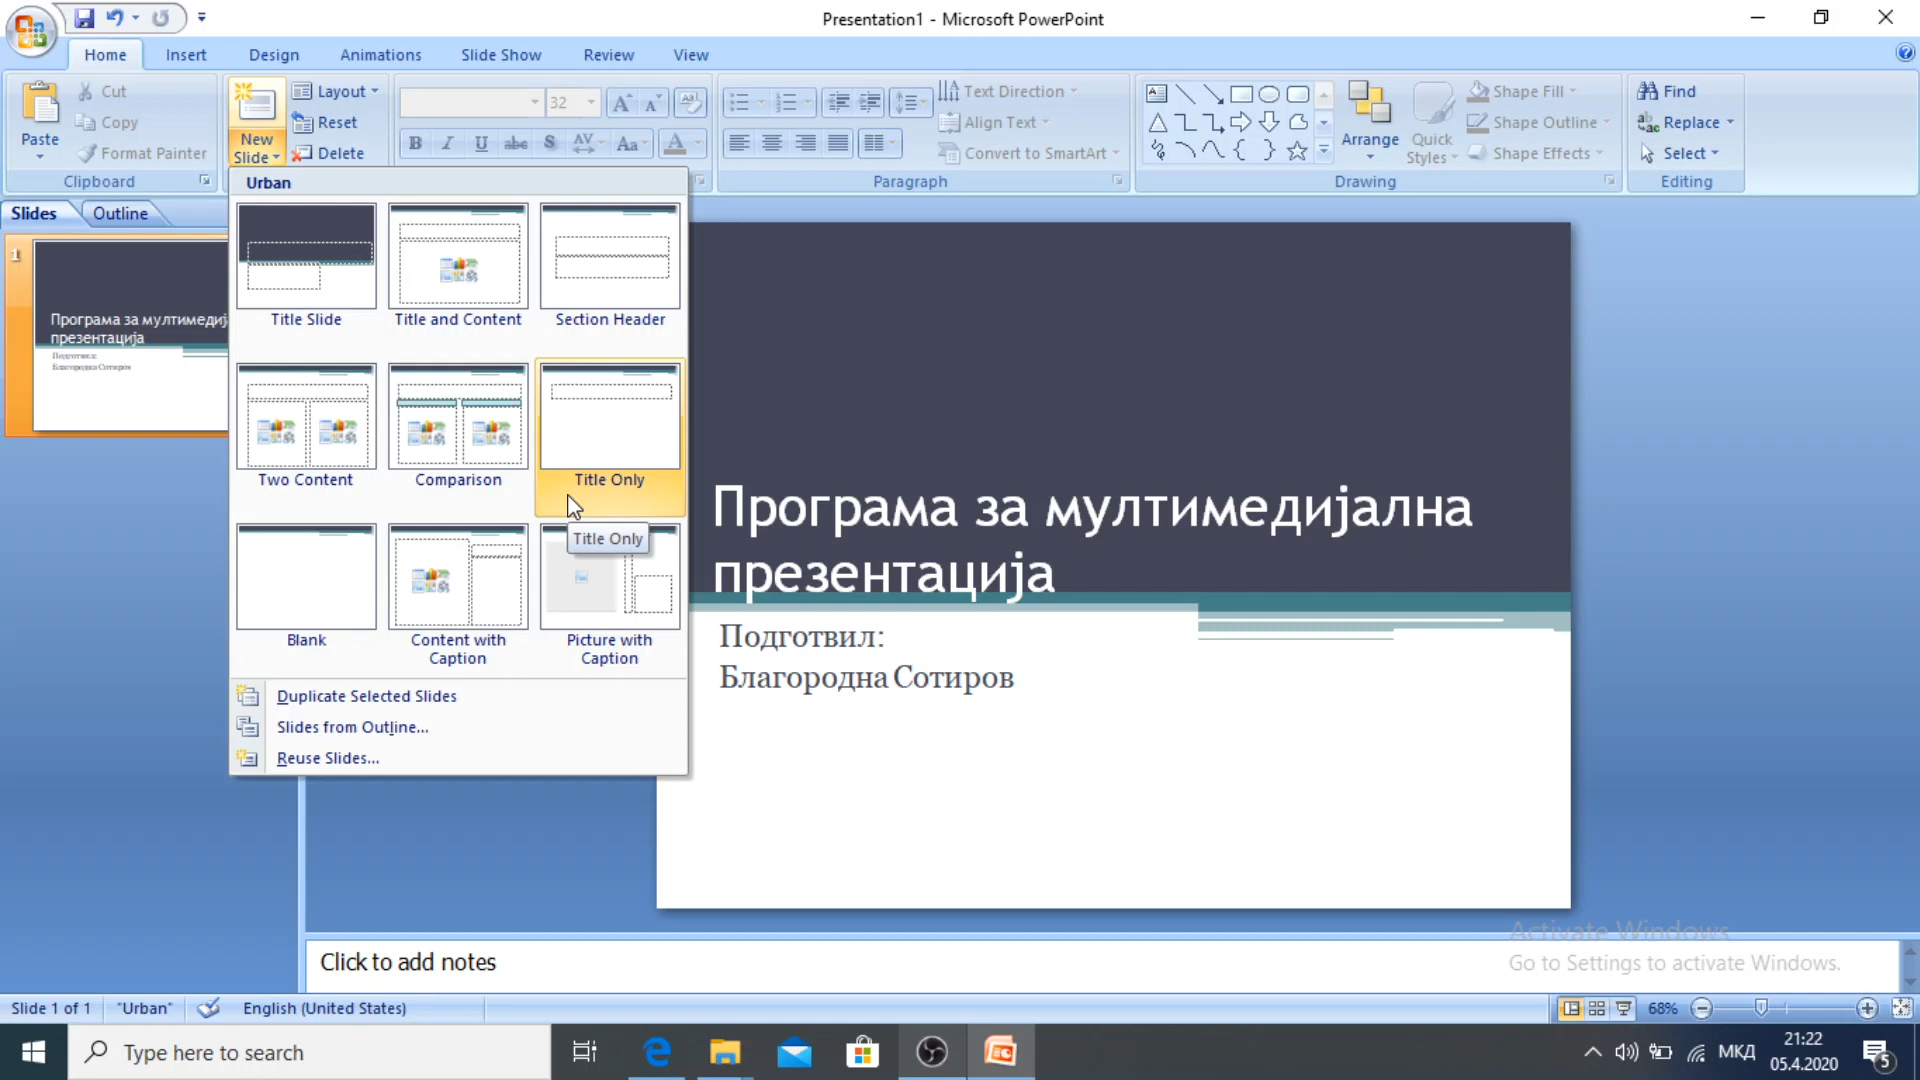 Presentation1 - Microsoft PowerPoint
Home Insert Design Animations Slide Show Review View
Paste
Cut
Copy
Format Painter
Clipboard
New Slide
Layout
Reset
Delete
32
Text Direction
Align Text
Convert to SmartArt
Paragraph
Arrange
Quick Styles
Shape Fill
Shape Outline
Shape Effects
Drawing
Find
Replace
Select
Editing
Slides Outline
1
Програма за мултимедиј
презентација
Подготвил:
Благородна Сотиров
Urban
Title Slide Title and Content Section Header
Two Content Comparison Title Only
Title Only
Blank Content with Caption Picture with Caption
Duplicate Selected Slides
Slides from Outline...
Reuse Slides...
Програма за мултимедијална
презентација
Подготвил:
Благородна Сотиров
Click to add notes
Activate Windows
Go to Settings to activate Windows.
Slide 1 of 1 "Urban" English (United States) 68%
Type here to search
МКД
21:22
05.4.2020
5